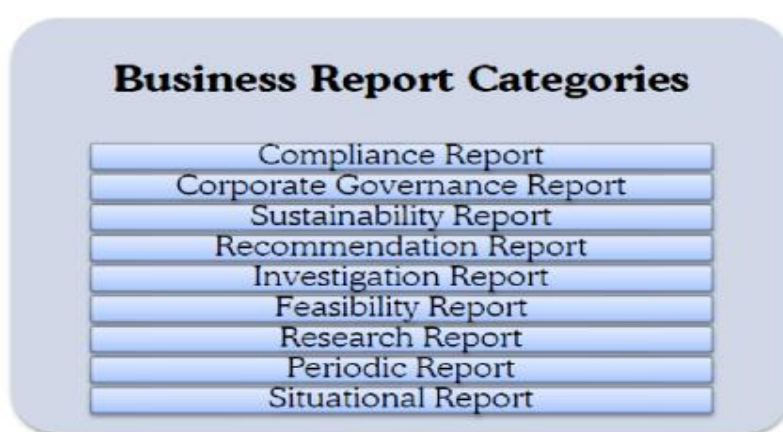 Business Report Categories
Compliance Report
Corporate Governance Report
Sustainability Report
Recommendation Report
Investigation Report
Feasibility Report
Research Report
Periodic Report
Situational Report